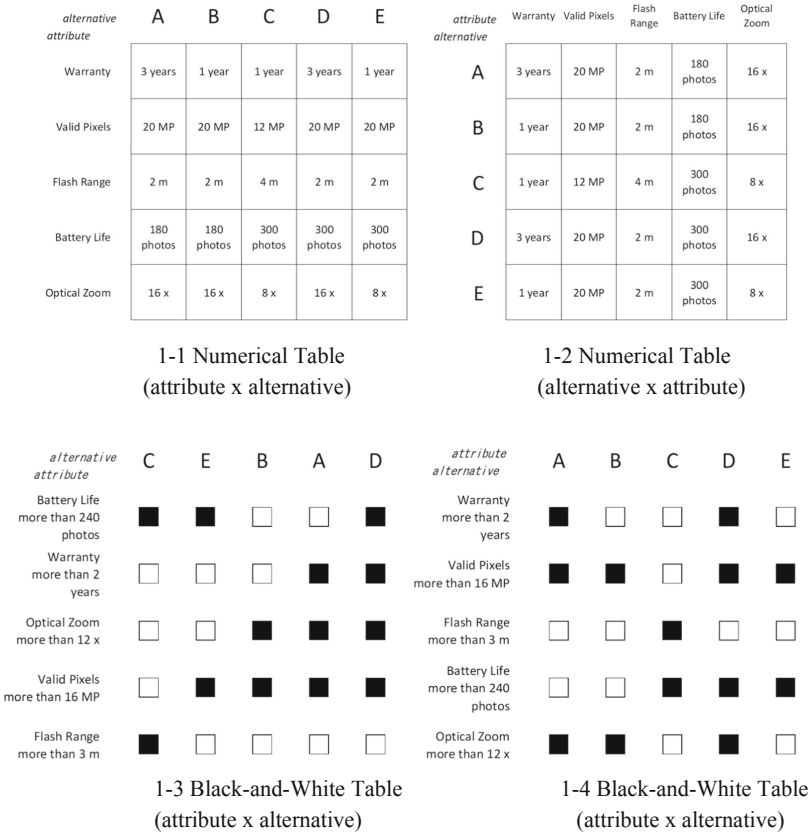 alternative A B C D E
attribute
Warranty 3 years 1 year 1 year 3 years 1 year
Valid Pixels 20 MP 20 MP 12 MP 20 MP 20 MP
Flash Range 2 m 2 m 4 m 2 m 2 m
Battery Life 180 photos 180 photos 300 photos 300 photos 300 photos
Optical Zoom 16 x 16 x 8 x 16 x 8 x
1-1 Numerical Table
(attribute x alternative)
attribute Warranty Valid Pixels Flash Range Battery Life Optical Zoom
alternative
A 3 years 20 MP 2 m 180 photos 16 x
B 1 year 20 MP 2 m 180 photos 16 x
C 1 year 12 MP 4 m 300 photos 8 x
D 3 years 20 MP 2 m 300 photos 16 x
E 1 year 20 MP 2 m 300 photos 8 x
1-2 Numerical Table
(alternative x attribute)
alternative C E B A D
attribute
Battery Life
more than 240
photos
Warranty
more than 2
years
Optical Zoom
more than 12 x
Valid Pixels
more than 16 MP
Flash Range
more than 3 m
1-3 Black-and-White Table
(attribute x alternative)
attribute A B C D E
alternative
Warranty
more than 2
years
Valid Pixels
more than 16 MP
Flash Range
more than 3 m
Battery Life
more than 240
photos
Optical Zoom
more than 12 x
1-4 Black-and-White Table
(attribute x alternative)